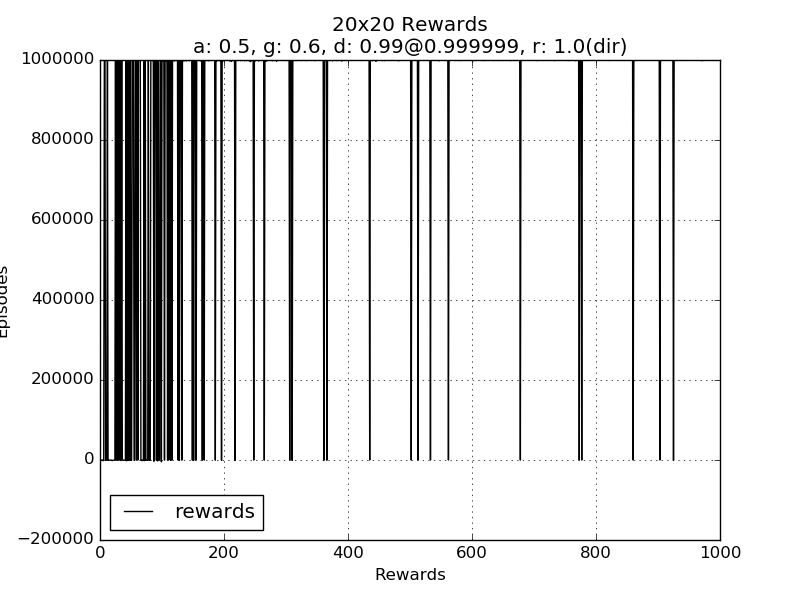 20x20 Rewards
a: 0.5, g: 0.6, d: 0.99@0.999999, r: 1.0(dir)
1000000
800000
600000
400000
200000
0
−200000
Episodes
rewards
0 200 400 600 800 1000
Rewards